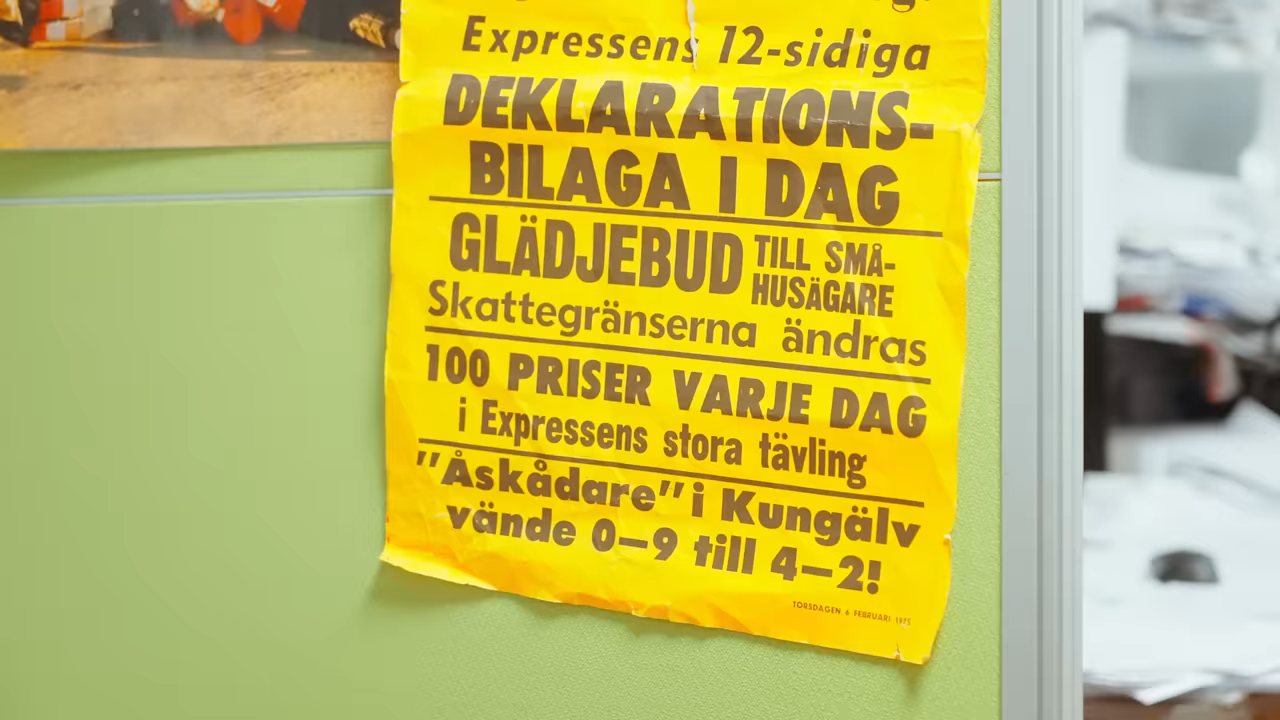 Expressens 12-sidiga
DEKLARATIONS-
BILAGA I DAG
GLÄDJEBUD TILL SMÅ-
HUSÄGARE
Skattegränserna ändras
100 PRISER VARJE DAG
i Expressens stora tävling
"Åskådare" i Kungälv
vände 0–9 till 4–2!
TORSDAGEN 6 FEBRUARI 1975